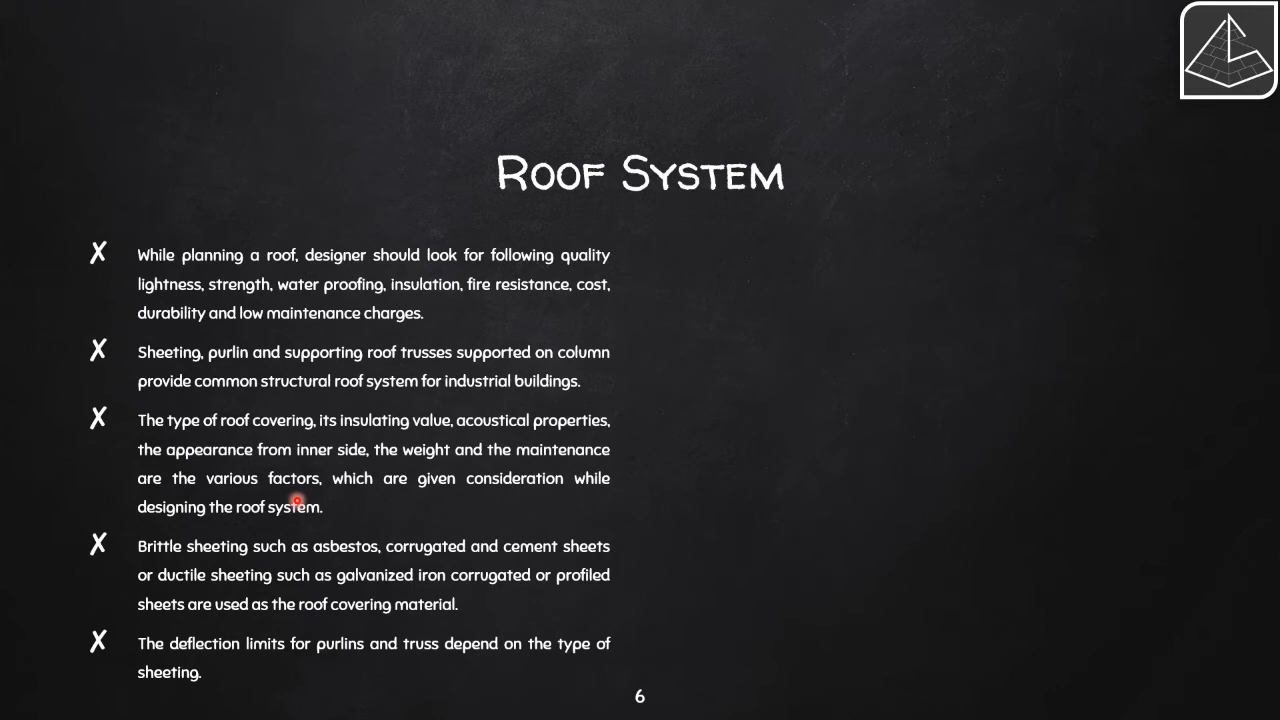 Roof System
✗ While planning a roof, designer should look for following quality
lightness, strength, water proofing, insulation, fire resistance, cost,
durability and low maintenance charges.
✗ Sheeting, purlin and supporting roof trusses supported on column
provide common structural roof system for industrial buildings.
✗ The type of roof covering, its insulating value, acoustical properties,
the appearance from inner side, the weight and the maintenance
are the various factors, which are given consideration while
designing the roof system.
✗ Brittle sheeting such as asbestos, corrugated and cement sheets
or ductile sheeting such as galvanized iron corrugated or profiled
sheets are used as the roof covering material.
✗ The deflection limits for purlins and truss depend on the type of
sheeting.
6